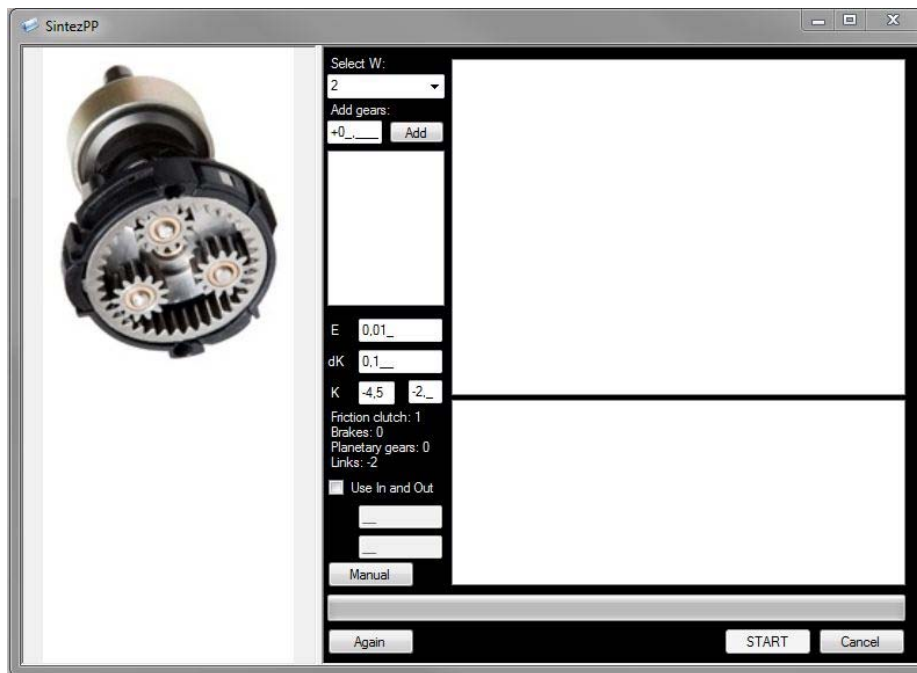 SintezPP
Select W:
2
Add gears:
+0_,___ Add
E 0,01_
dK 0,1__
K -4,5 -2,_
Friction clutch: 1
Brakes: 0
Planetary gears: 0
Links: -2
Use In and Out
__
__
Manual
Again START Cancel